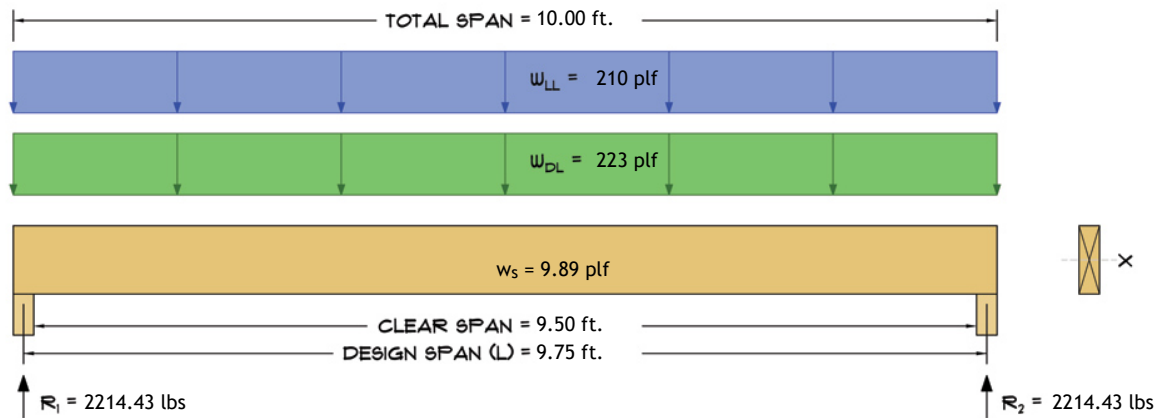 TOTAL SPAN = 10.00 ft.
WLL = 210 plf
WDL = 223 plf
ws = 9.89 plf
X
CLEAR SPAN = 9.50 ft.
DESIGN SPAN (L) = 9.75 ft.
R1 = 2214.43 lbs
R2 = 2214.43 lbs